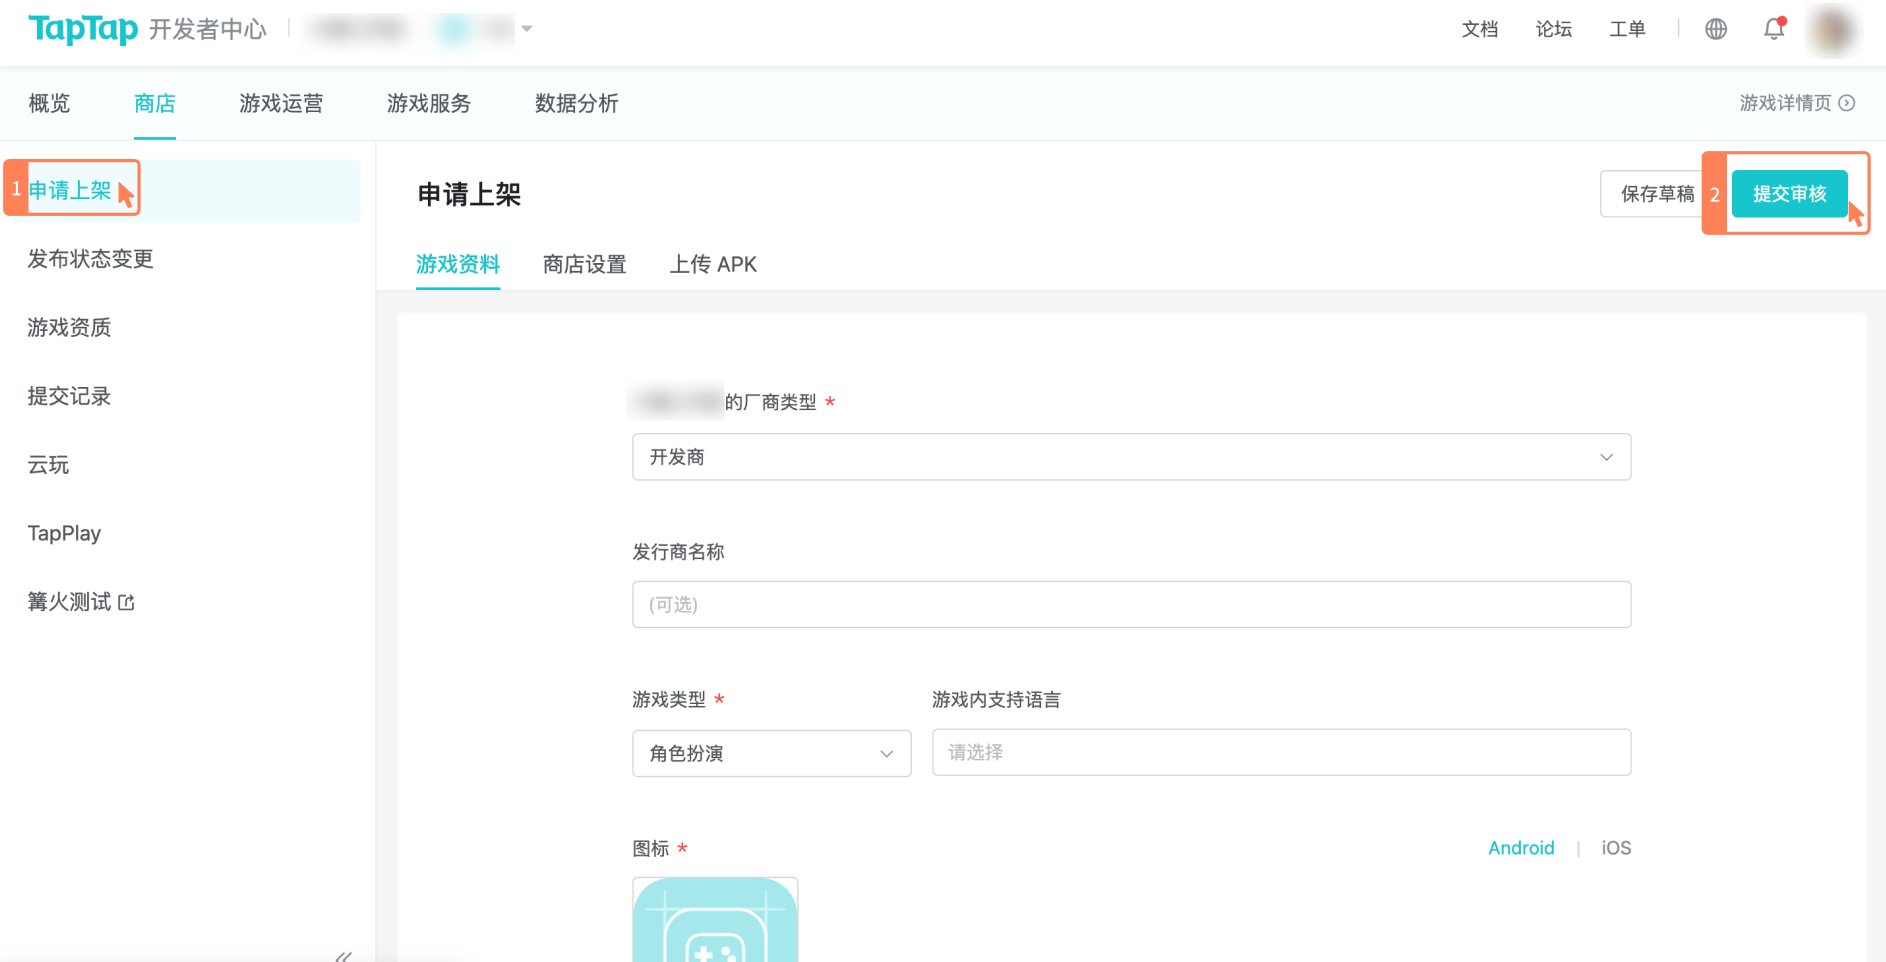 TapTap 开发者中心
文档 论坛 工单
概览 商店 游戏运营 游戏服务 数据分析 游戏详情页
1 申请上架
发布状态变更
游戏资质
提交记录
云玩
TapPlay
篝火测试
申请上架
保存草稿 2 提交审核
游戏资料 商店设置 上传 APK
的厂商类型 *
开发商
发行商名称
(可选)
游戏类型 * 游戏内支持语言
角色扮演 请选择
图标 * Android | iOS